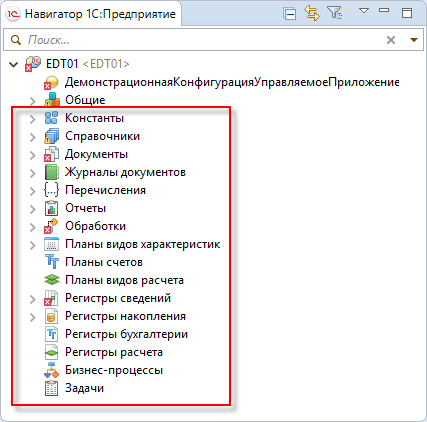 Навигатор 1С:Предприятие
Поиск...
EDT01 <EDT01>
ДемонстрационнаяКонфигурацияУправляемоеПриложение
Общие
Константы
Справочники
Документы
Журналы документов
Перечисления
Отчеты
Обработки
Планы видов характеристик
Планы счетов
Планы видов расчета
Регистры сведений
Регистры накопления
Регистры бухгалтерии
Регистры расчета
Бизнес-процессы
Задачи